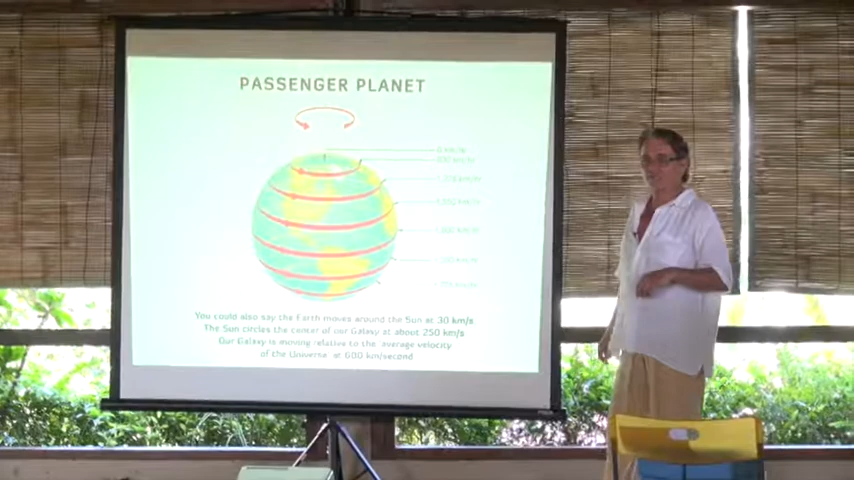 PASSENGER PLANET
You could also say the Earth moves around the Sun at 30 km/sec
The Sun circles the center of our Galaxy at about 250 km/sec
Our Galaxy is moving relative to the "average velocity
of the Universe" at 600 km/second